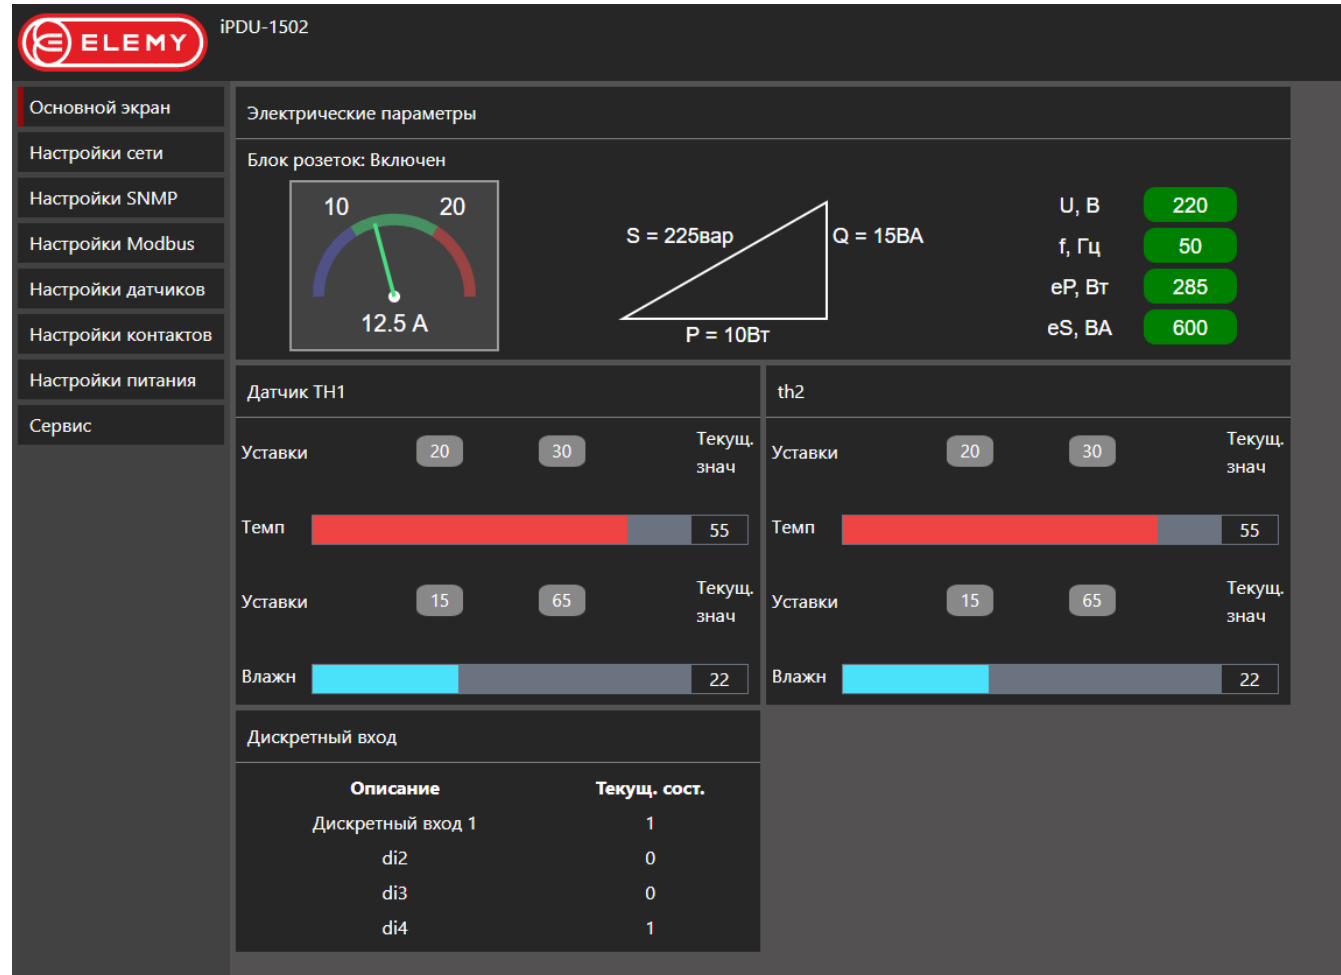 ELEMY
iPDU-1502
Основной экран
Настройки сети
Настройки SNMP
Настройки Modbus
Настройки датчиков
Настройки контактов
Настройки питания
Сервис
Электрические параметры
Блок розеток: Включен
10 20
12.5 A
S = 225вар
Q = 15ВА
P = 10Вт
U, В 220
f, Гц 50
eP, Вт 285
eS, ВА 600
Датчик TH1
Уставки 20 30 Текущ.
знач
Темп 55
Уставки 15 65 Текущ.
знач
Влажн 22
th2
Уставки 20 30 Текущ.
знач
Темп 55
Уставки 15 65 Текущ.
знач
Влажн 22
Дискретный вход
Описание Текущ. сост.
Дискретный вход 1 1
di2 0
di3 0
di4 1